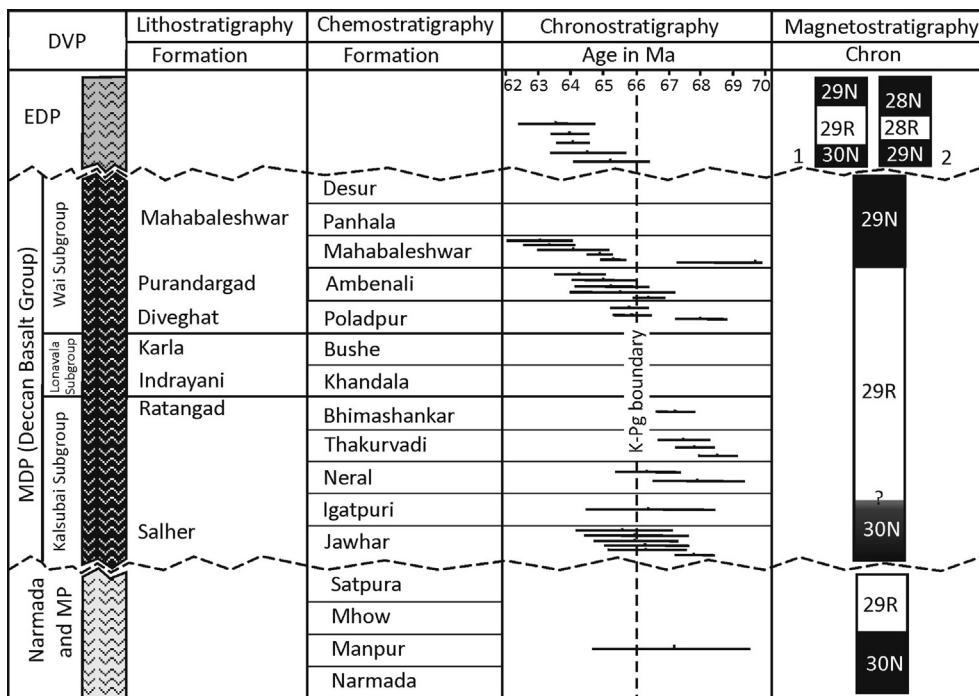 DVP
Lithostratigraphy
Chemostratigraphy
Chronostratigraphy
Magnetostratigraphy
Formation
Formation
Age in Ma
Chron
62 63 64 65 66 67 68 69 70
EDP
29N
28N
29R
28R
1
30N
29N
2
MDP (Deccan Basalt Group)
Wai Subgroup
Lonavala
Subgroup
Kalsubai Subgroup
Mahabaleshwar
Purandargad
Diveghat
Karla
Indrayani
Ratangad
Salher
Desur
Panhala
Mahabaleshwar
Ambenali
Poladpur
Bushe
Khandala
Bhimashankar
Thakurvadi
Neral
Igatpuri
Jawhar
K-Pg boundary
29N
29R
?
30N
Narmada
and MP
Satpura
Mhow
Manpur
Narmada
29R
30N